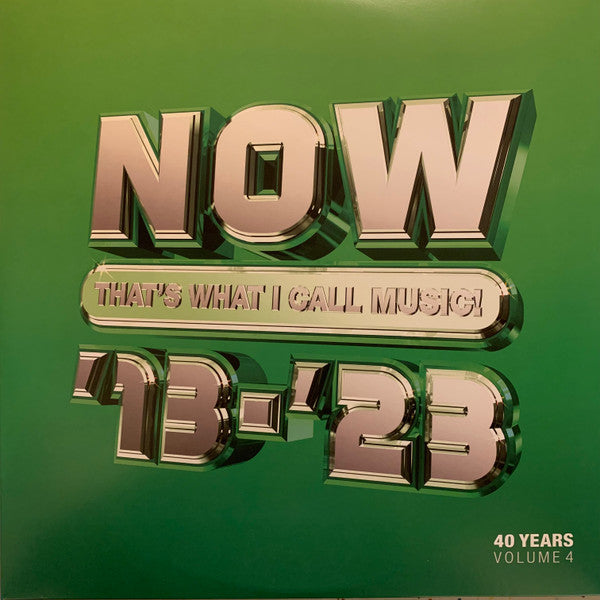 NOW
THAT'S WHAT I CALL MUSIC!
'13-'23
40 YEARS
VOLUME 4